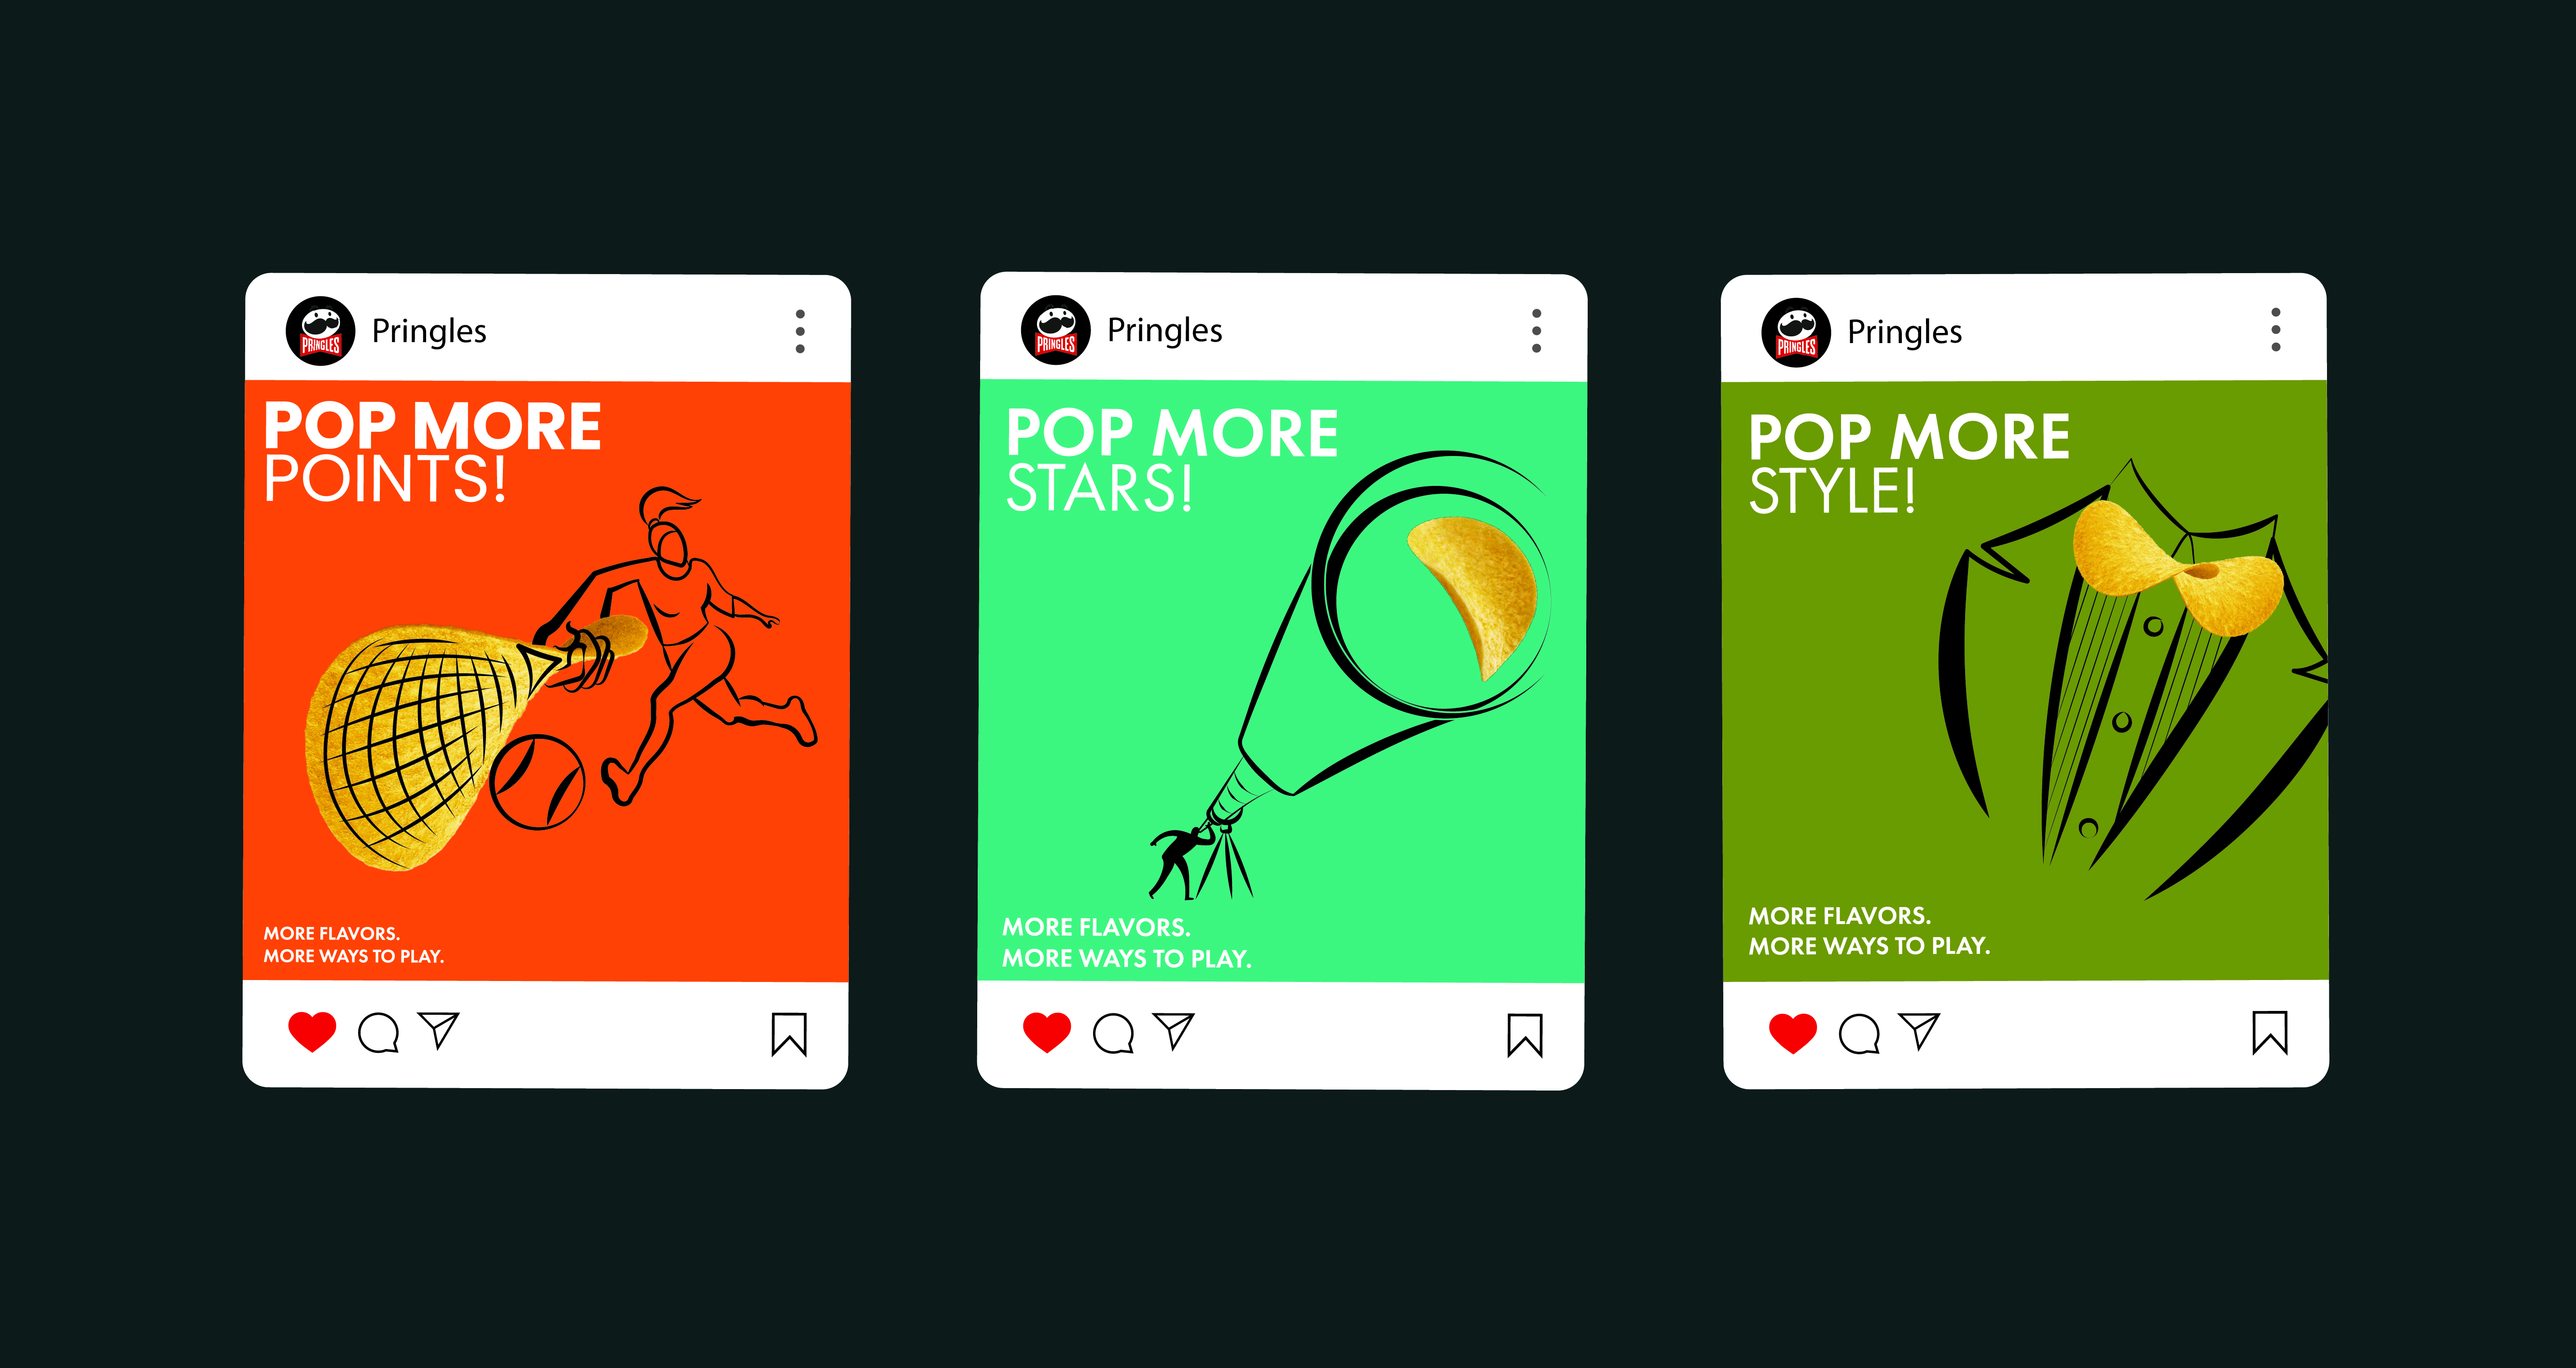 PRINGLES
Pringles
POP MORE
POINTS!
MORE FLAVORS.
MORE WAYS TO PLAY.
PRINGLES
Pringles
POP MORE
STARS!
MORE FLAVORS.
MORE WAYS TO PLAY.
PRINGLES
Pringles
POP MORE
STYLE!
MORE FLAVORS.
MORE WAYS TO PLAY.